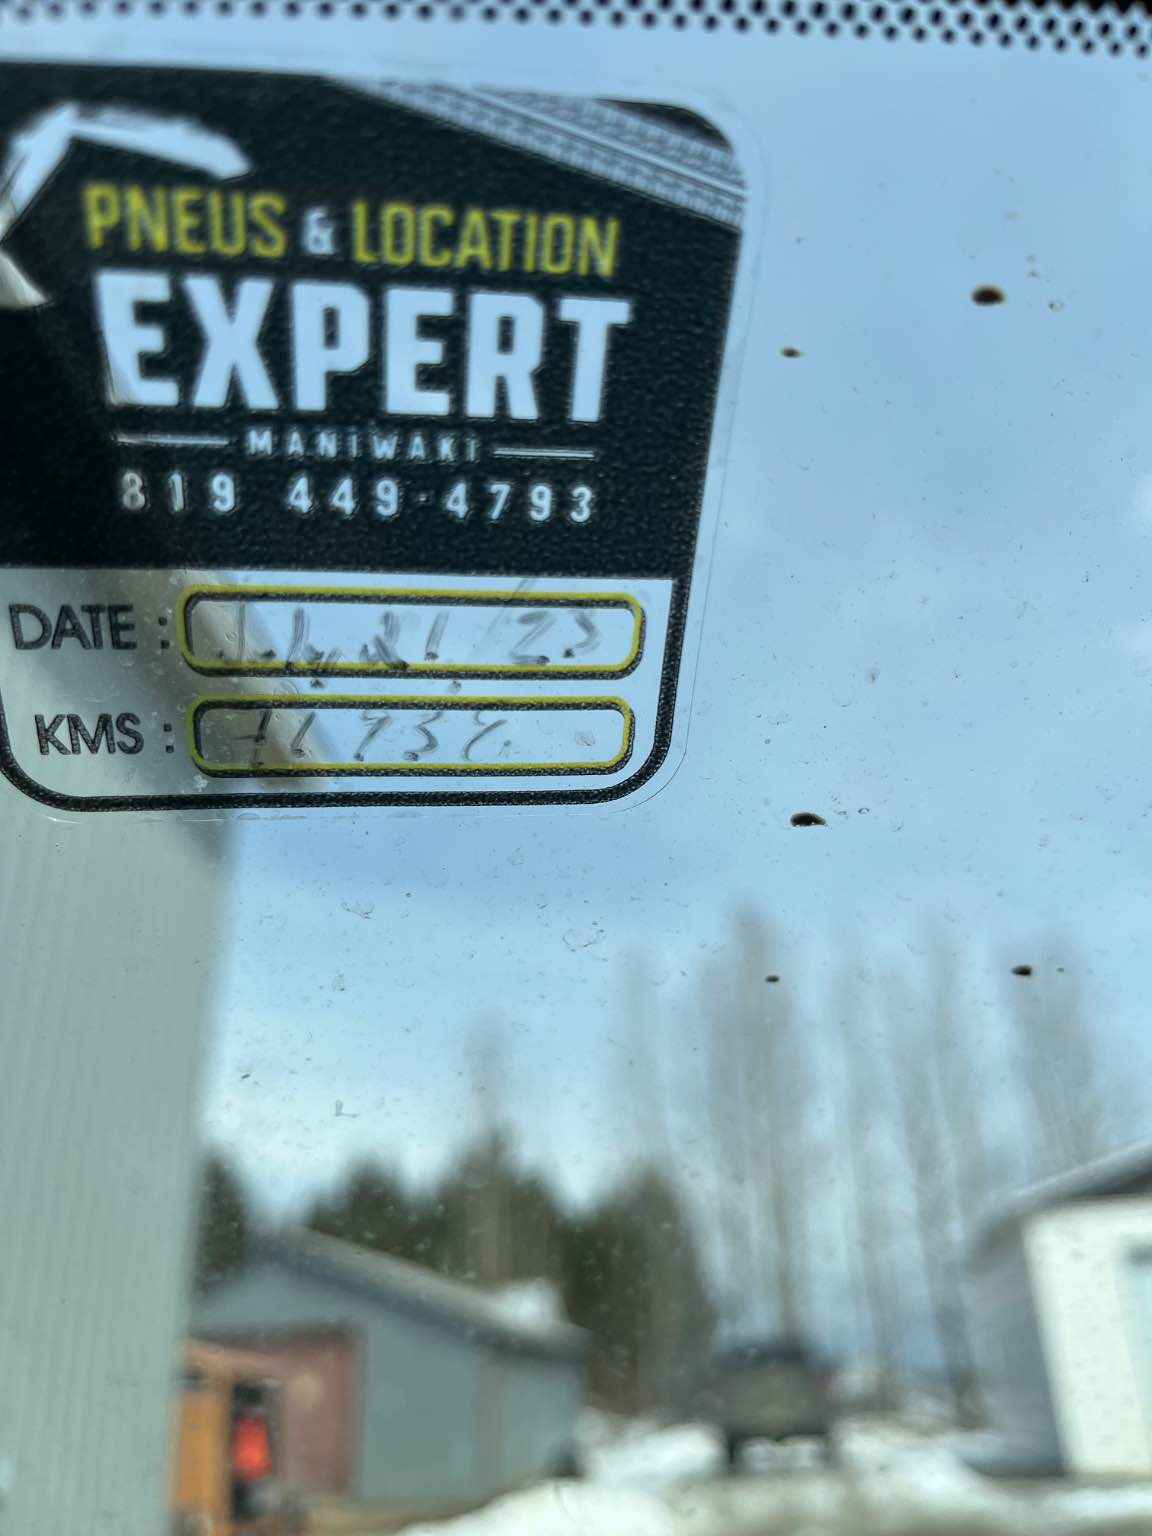 PNEUS & LOCATION
EXPERT
MANIWAKI
819 449-4793
DATE :
KMS :